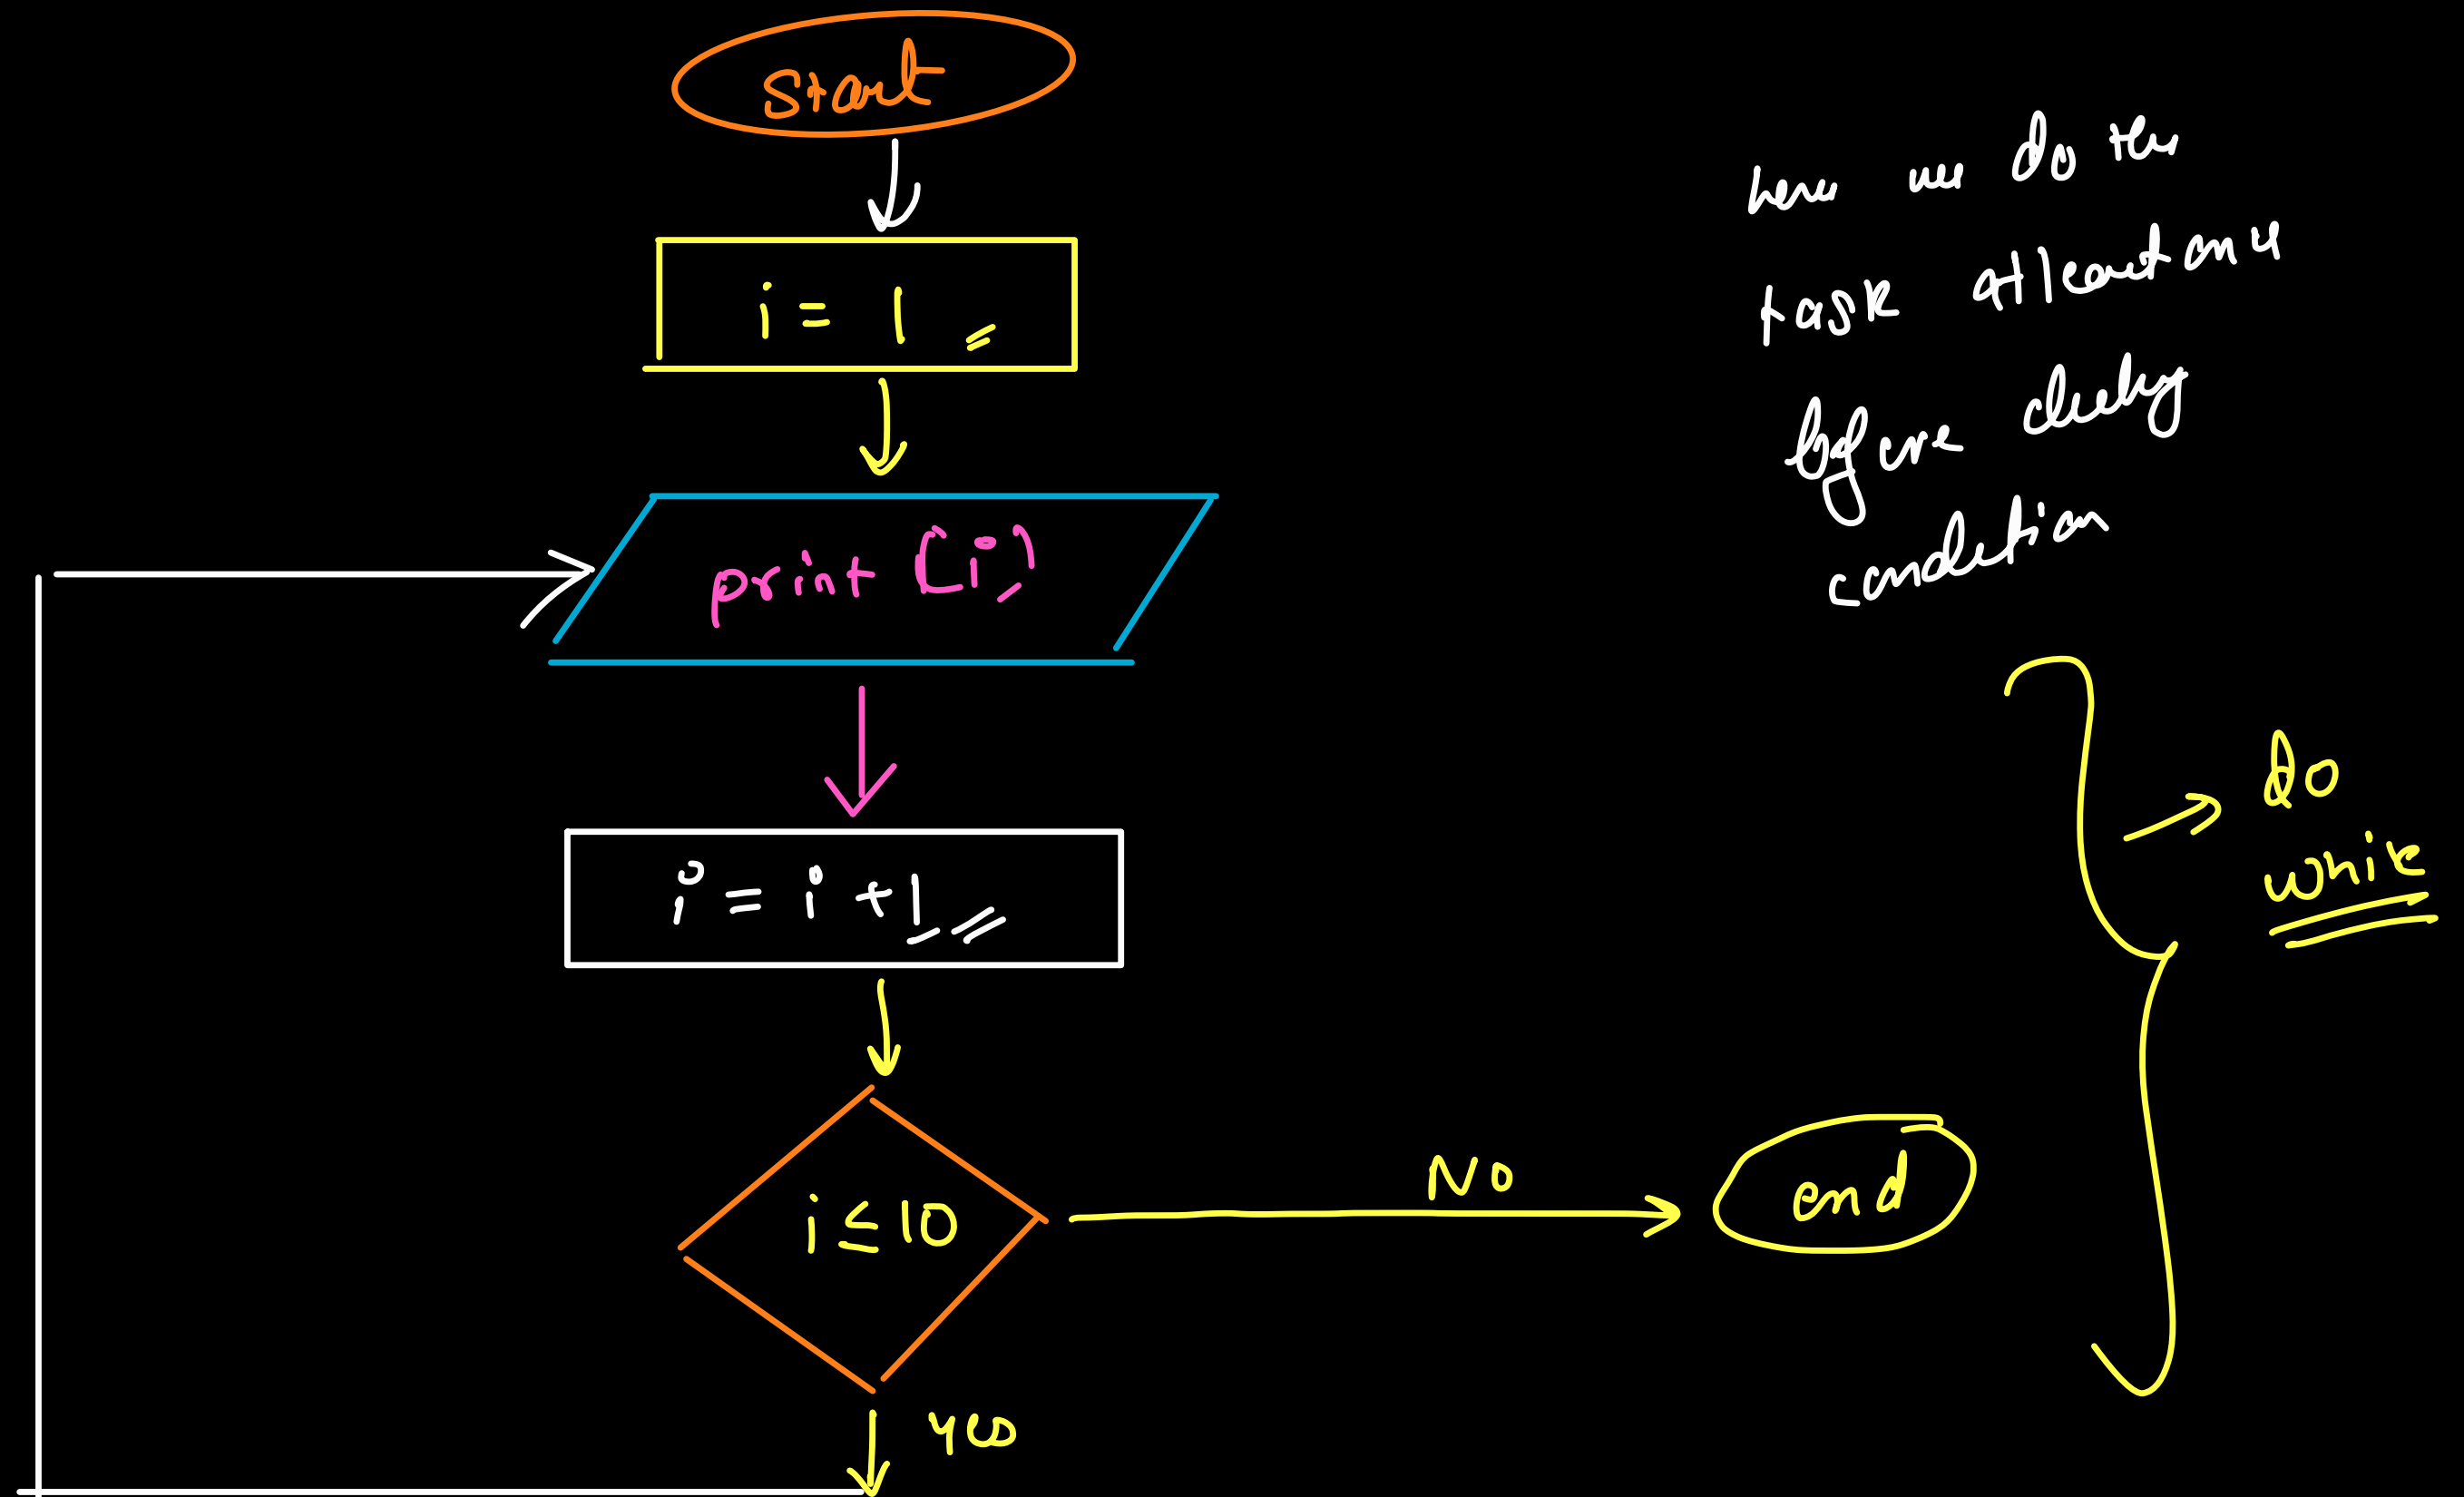 Start
i = 1
print (i)
i = i + 1
i ≤ 10
No
end
yes
here we do the
task atleast once
before checking
condition
do
while